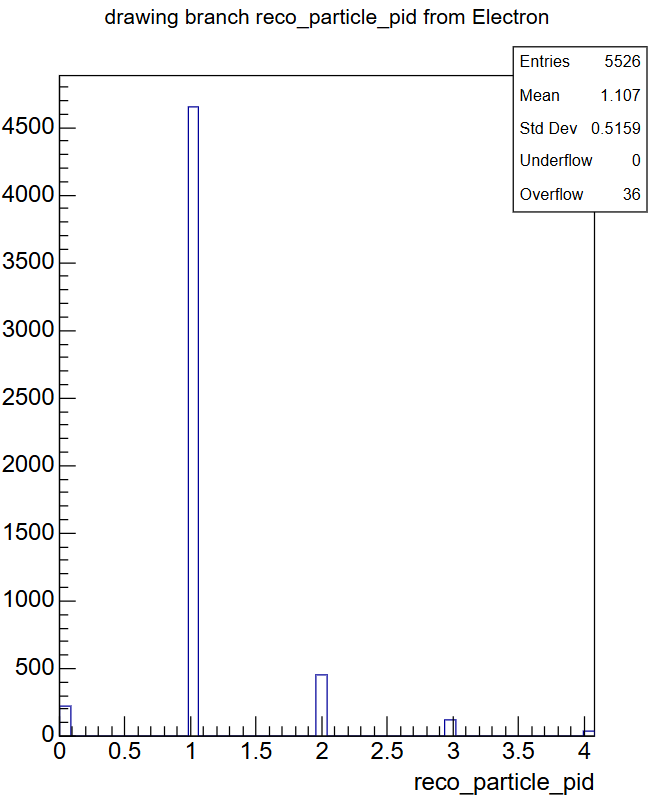 drawing branch reco_particle_pid from Electron
Entries 5526
Mean 1.107
Std Dev 0.5159
Underflow 0
Overflow 36
4500
4000
3500
3000
2500
2000
1500
1000
500
0
0 0.5 1 1.5 2 2.5 3 3.5 4
reco_particle_pid